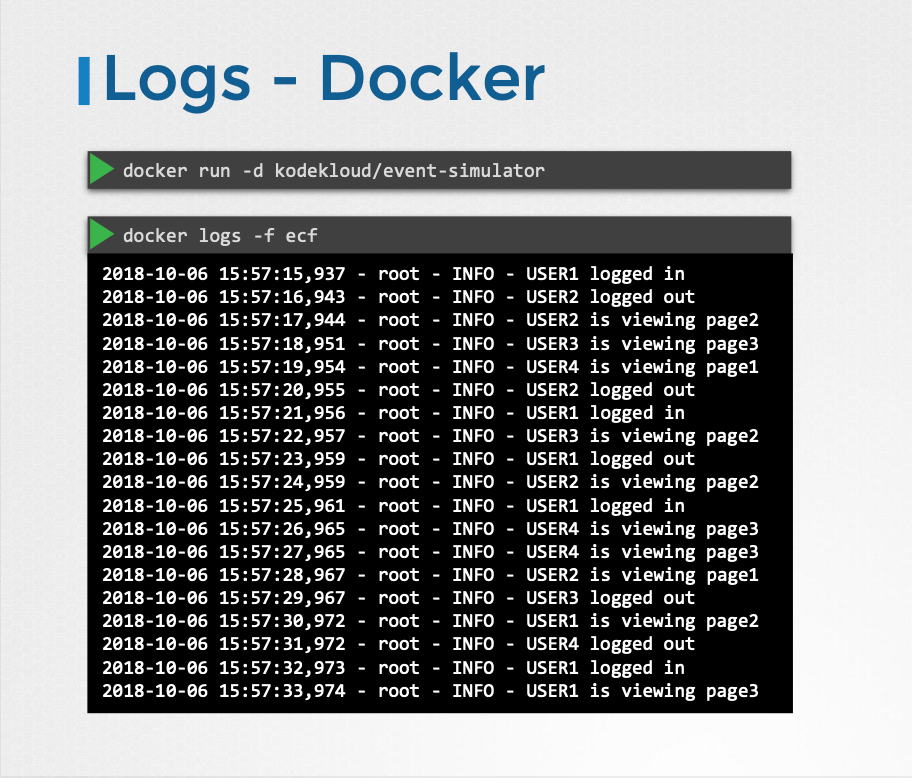 Logs - Docker
docker run -d kodekloud/event-simulator
docker logs -f ecf
2018-10-06 15:57:15,937 - root - INFO - USER1 logged in
2018-10-06 15:57:16,943 - root - INFO - USER2 logged out
2018-10-06 15:57:17,944 - root - INFO - USER2 is viewing page2
2018-10-06 15:57:18,951 - root - INFO - USER3 is viewing page3
2018-10-06 15:57:19,954 - root - INFO - USER4 is viewing page1
2018-10-06 15:57:20,955 - root - INFO - USER2 logged out
2018-10-06 15:57:21,956 - root - INFO - USER1 logged in
2018-10-06 15:57:22,957 - root - INFO - USER3 is viewing page2
2018-10-06 15:57:23,959 - root - INFO - USER1 logged out
2018-10-06 15:57:24,959 - root - INFO - USER2 is viewing page2
2018-10-06 15:57:25,961 - root - INFO - USER1 logged in
2018-10-06 15:57:26,965 - root - INFO - USER4 is viewing page3
2018-10-06 15:57:27,965 - root - INFO - USER4 is viewing page3
2018-10-06 15:57:28,967 - root - INFO - USER2 is viewing page1
2018-10-06 15:57:29,967 - root - INFO - USER3 logged out
2018-10-06 15:57:30,972 - root - INFO - USER1 is viewing page2
2018-10-06 15:57:31,972 - root - INFO - USER4 logged out
2018-10-06 15:57:32,973 - root - INFO - USER1 logged in
2018-10-06 15:57:33,974 - root - INFO - USER1 is viewing page3